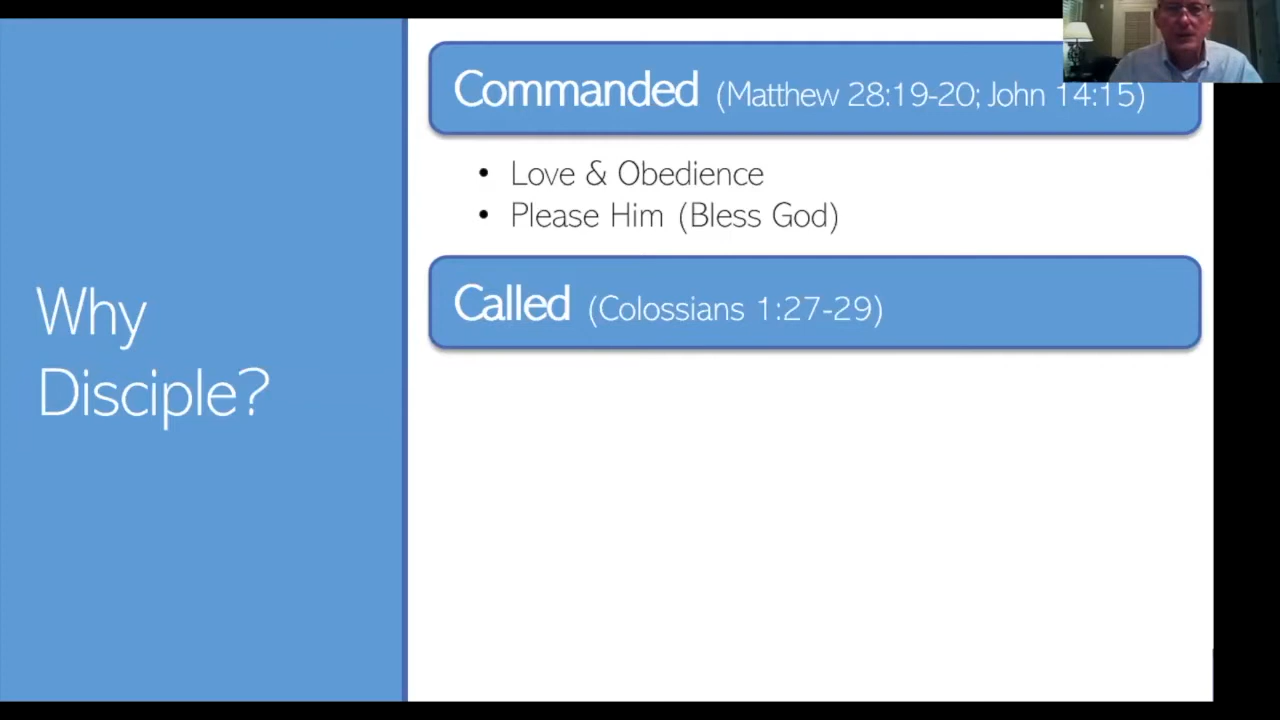 Why
Disciple?
Commanded (Matthew 28:19-20; John 14:15)
• Love & Obedience
• Please Him (Bless God)
Called (Colossians 1:27-29)